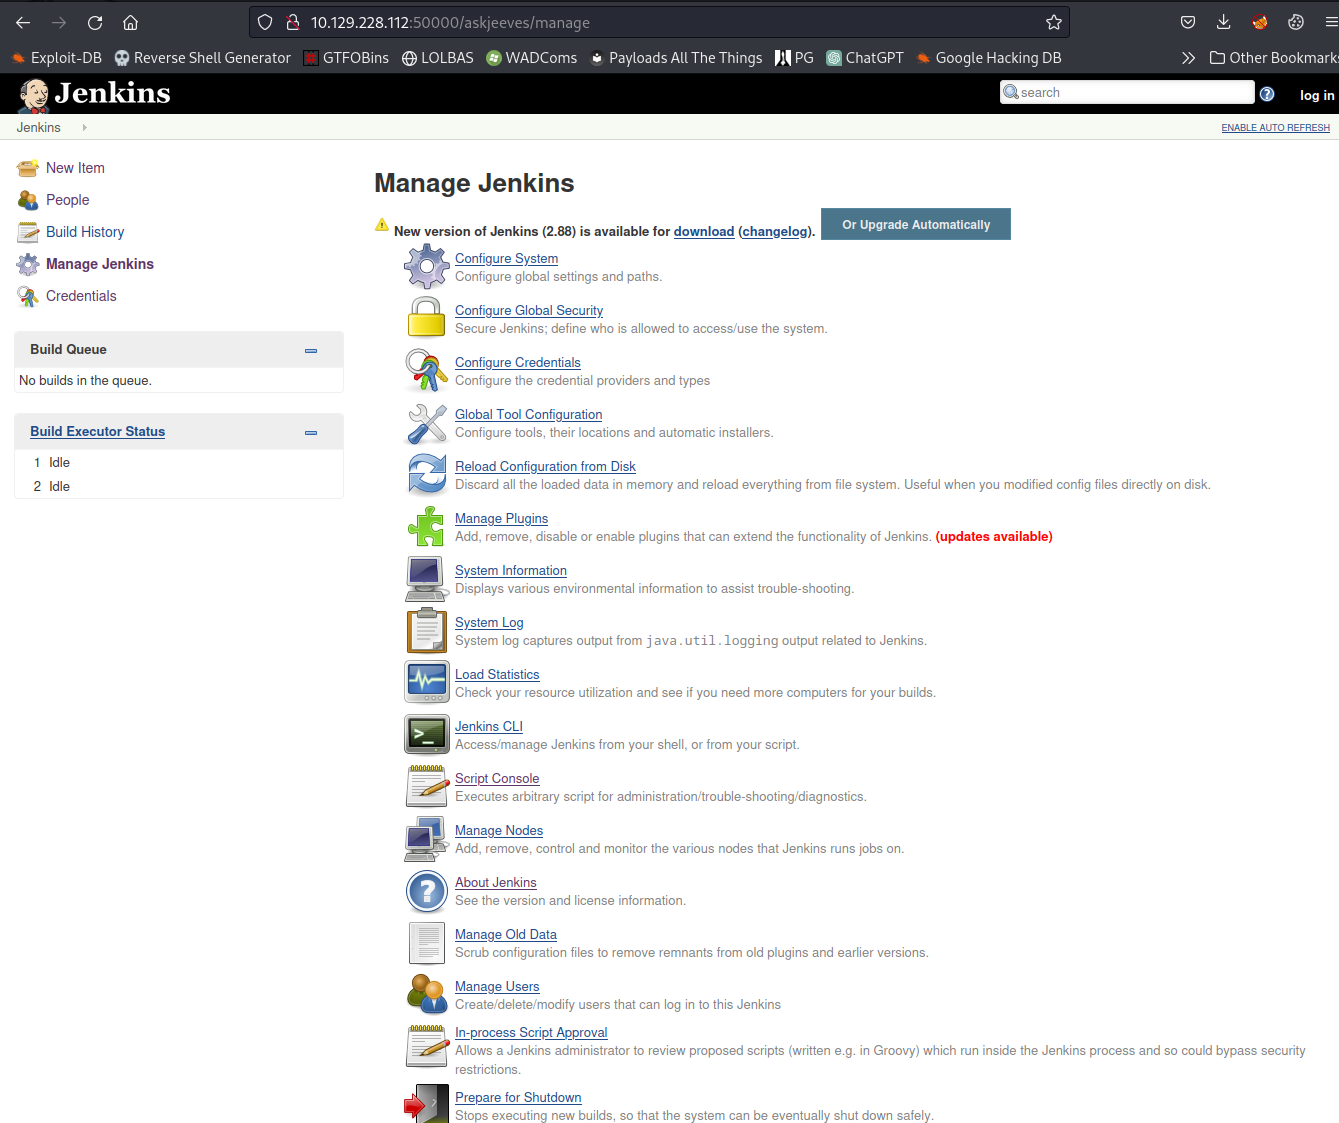 10.129.228.112:50000/askjeeves/manage
Exploit-DB Reverse Shell Generator GTFOBins LOLBAS WADComs Payloads All The Things PG ChatGPT Google Hacking DB Other Bookmarks
Jenkins search log in
Jenkins ENABLE AUTO REFRESH
New Item
People
Build History
Manage Jenkins
Credentials
Build Queue
No builds in the queue.
Build Executor Status
1 Idle
2 Idle
Manage Jenkins
New version of Jenkins (2.88) is available for download (changelog). Or Upgrade Automatically
Configure System
Configure global settings and paths.
Configure Global Security
Secure Jenkins; define who is allowed to access/use the system.
Configure Credentials
Configure the credential providers and types
Global Tool Configuration
Configure tools, their locations and automatic installers.
Reload Configuration from Disk
Discard all the loaded data in memory and reload everything from file system. Useful when you modified config files directly on disk.
Manage Plugins
Add, remove, disable or enable plugins that can extend the functionality of Jenkins. (updates available)
System Information
Displays various environmental information to assist trouble-shooting.
System Log
System log captures output from java.util.logging output related to Jenkins.
Load Statistics
Check your resource utilization and see if you need more computers for your builds.
Jenkins CLI
Access/manage Jenkins from your shell, or from your script.
Script Console
Executes arbitrary script for administration/trouble-shooting/diagnostics.
Manage Nodes
Add, remove, control and monitor the various nodes that Jenkins runs jobs on.
About Jenkins
See the version and license information.
Manage Old Data
Scrub configuration files to remove remnants from old plugins and earlier versions.
Manage Users
Create/delete/modify users that can log in to this Jenkins
In-process Script Approval
Allows a Jenkins administrator to review proposed scripts (written e.g. in Groovy) which run inside the Jenkins process and so could bypass security
restrictions.
Prepare for Shutdown
Stops executing new builds, so that the system can be eventually shut down safely.